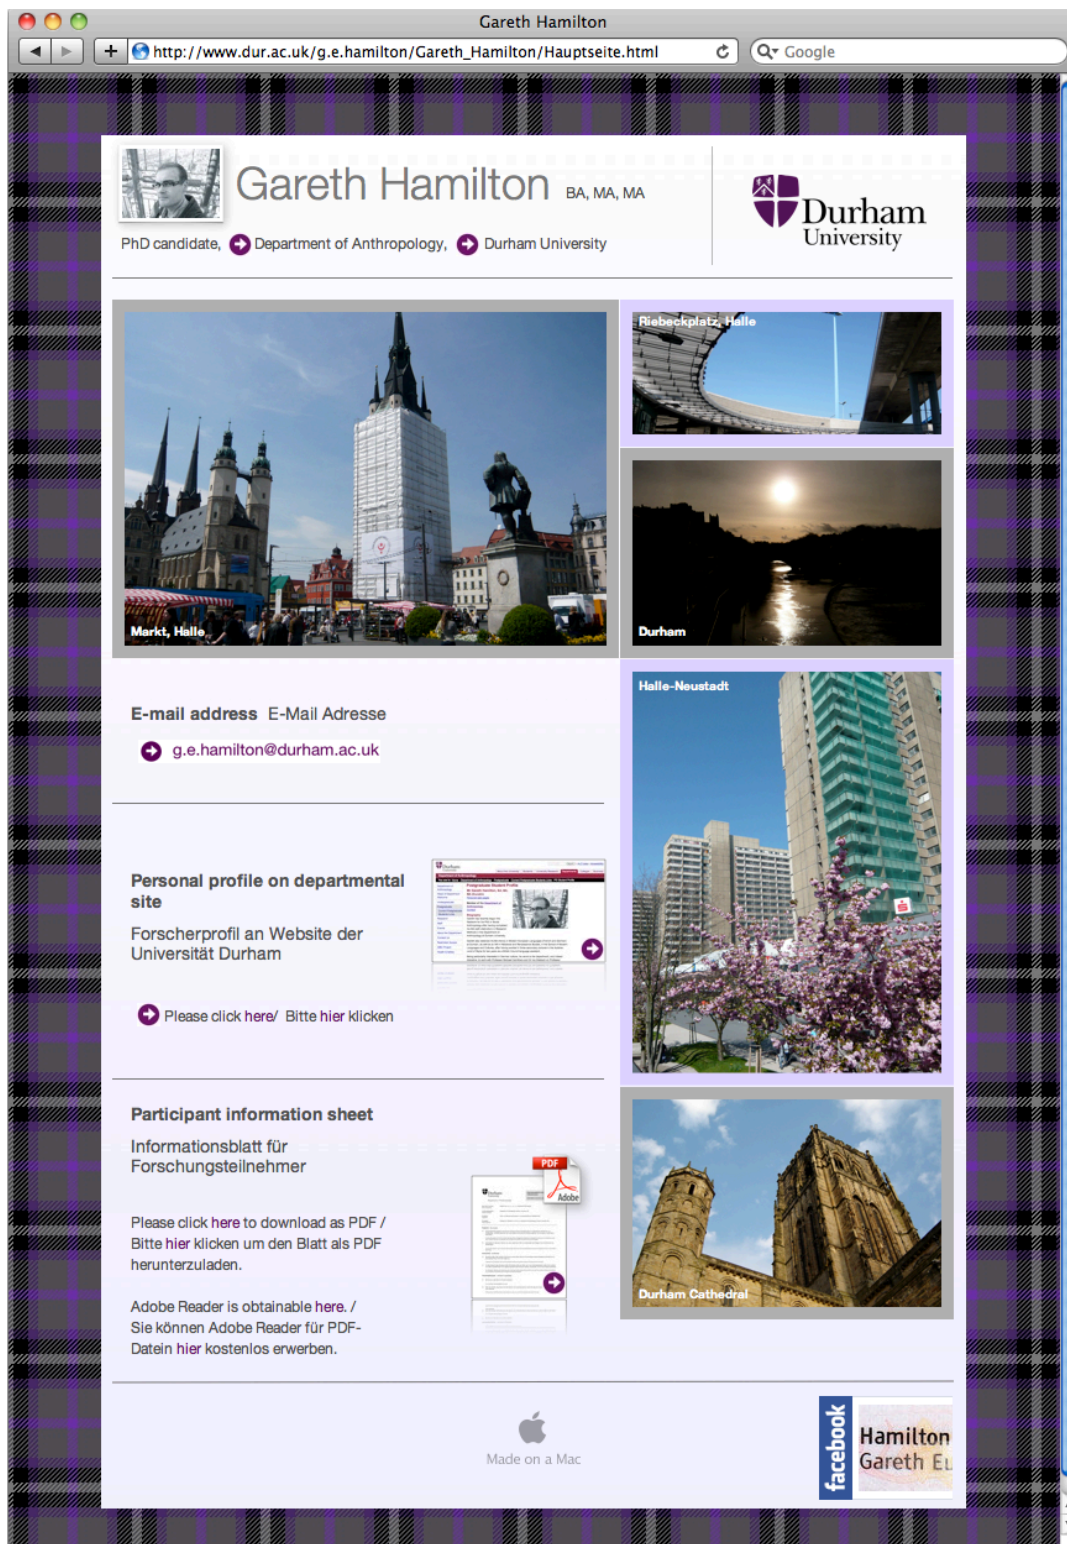 Gareth Hamilton
http://www.dur.ac.uk/g.e.hamilton/Gareth_Hamilton/Hauptseite.html
Google
Gareth Hamilton BA, MA, MA
PhD candidate, Department of Anthropology, Durham University
Durham
University
Riebeckplatz, Halle
Markt, Halle
Durham
Halle-Neustadt
E-mail address E-Mail Adresse
g.e.hamilton@durham.ac.uk
Personal profile on departmental
site
Forscherprofil an Website der
Universität Durham
Please click here/ Bitte hier klicken
Participant information sheet
Informationsblatt für
Forschungsteilnehmer
PDF
Adobe
Please click here to download as PDF /
Bitte hier klicken um den Blatt als PDF
herunterzuladen.
Adobe Reader is obtainable here. /
Sie können Adobe Reader für PDF-
Datein hier kostenlos erwerben.
Durham Cathedral
Made on a Mac
facebook
Hamilton
Gareth Eu